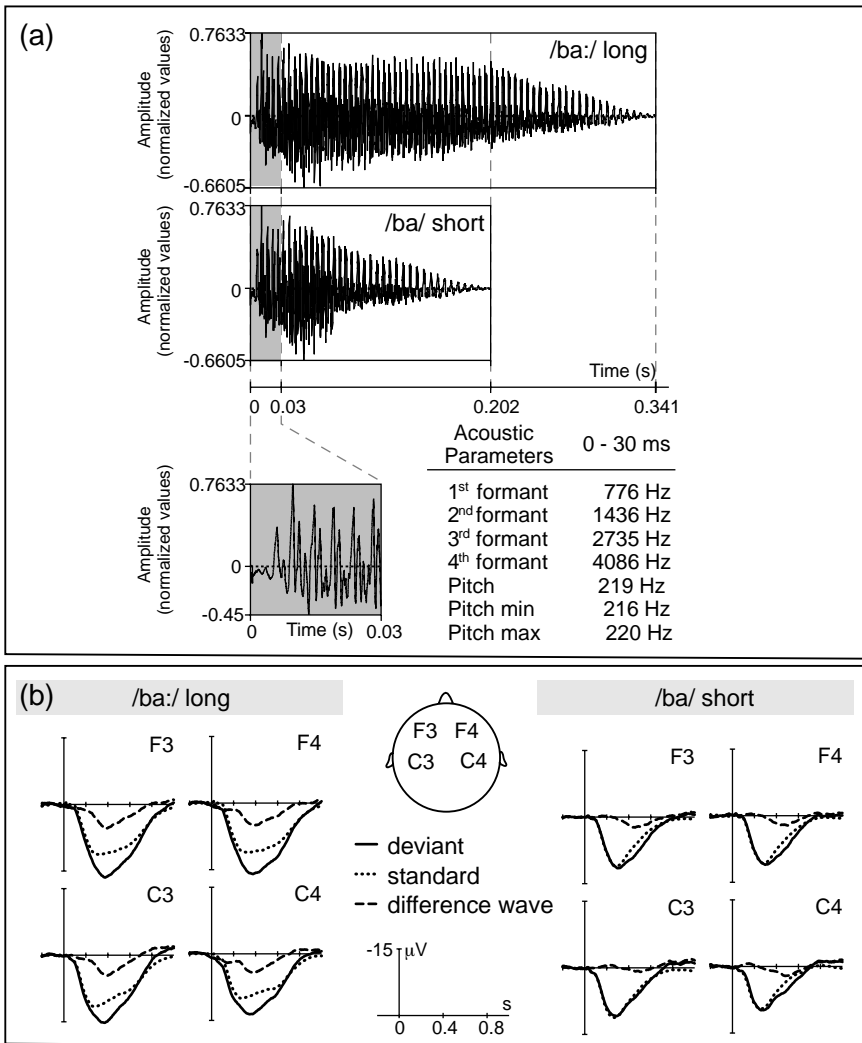 (a)
0.7633
/ba:/ long
Amplitude
(normalized values)
0
-0.6605
0.7633
/ba/ short
Amplitude
(normalized values)
0
-0.6605
Time (s)
0 0.03 0.202 0.341
Acoustic Parameters 0 - 30 ms
1st formant 776 Hz
2nd formant 1436 Hz
3rd formant 2735 Hz
4th formant 4086 Hz
Pitch 219 Hz
Pitch min 216 Hz
Pitch max 220 Hz
0.7633
Amplitude
(normalized values)
0
-0.45
0 Time (s) 0.03
(b)
/ba:/ long
F3 F4
C3 C4
F3 F4
C3 C4
deviant
standard
difference wave
-15 μV
s
0 0.4 0.8
/ba/ short
F3 F4
C3 C4